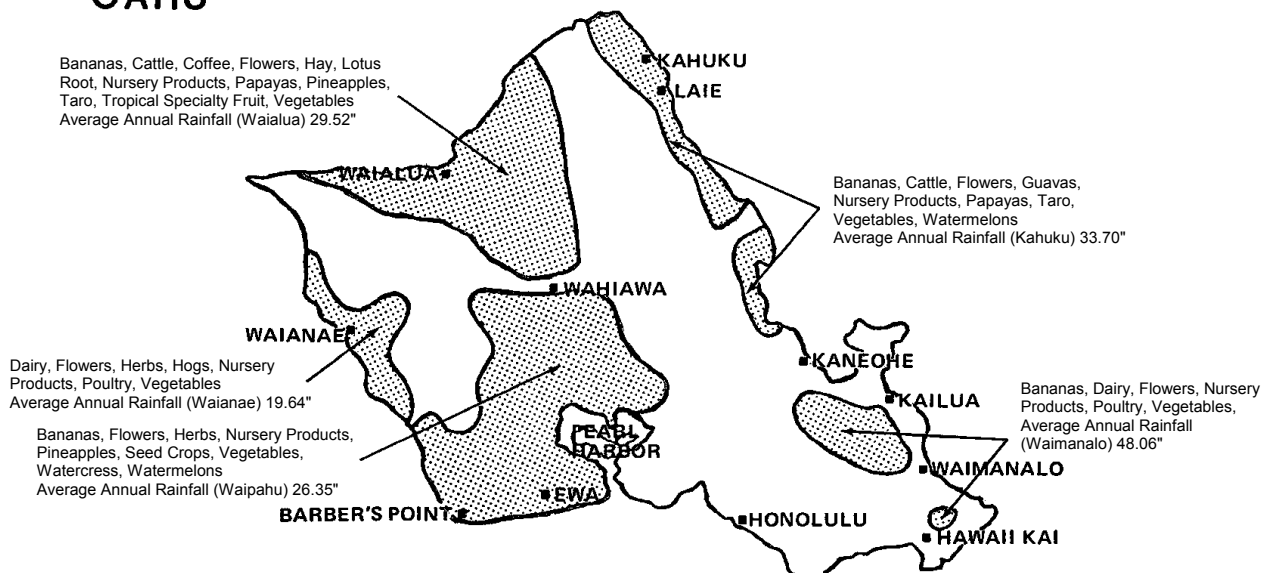 OAHU
Bananas, Cattle, Coffee, Flowers, Hay, Lotus
Root, Nursery Products, Papayas, Pineapples,
Taro, Tropical Specialty Fruit, Vegetables
Average Annual Rainfall (Waialua) 29.52"
KAHUKU
LAIE
WAIALUA
Bananas, Cattle, Flowers, Guavas,
Nursery Products, Papayas, Taro,
Vegetables, Watermelons
Average Annual Rainfall (Kahuku) 33.70"
WAHIAWA
WAIANAE
KANEOHE
Dairy, Flowers, Herbs, Hogs, Nursery
Products, Poultry, Vegetables
Average Annual Rainfall (Waianae) 19.64"
KAILUA
Bananas, Dairy, Flowers, Nursery
Products, Poultry, Vegetables,
Average Annual Rainfall
(Waimanalo) 48.06"
Bananas, Flowers, Herbs, Nursery Products,
Pineapples, Seed Crops, Vegetables,
Watercress, Watermelons
Average Annual Rainfall (Waipahu) 26.35"
PEARL
HARBOR
WAIMANALO
EWA
BARBER'S POINT
HONOLULU
HAWAII KAI